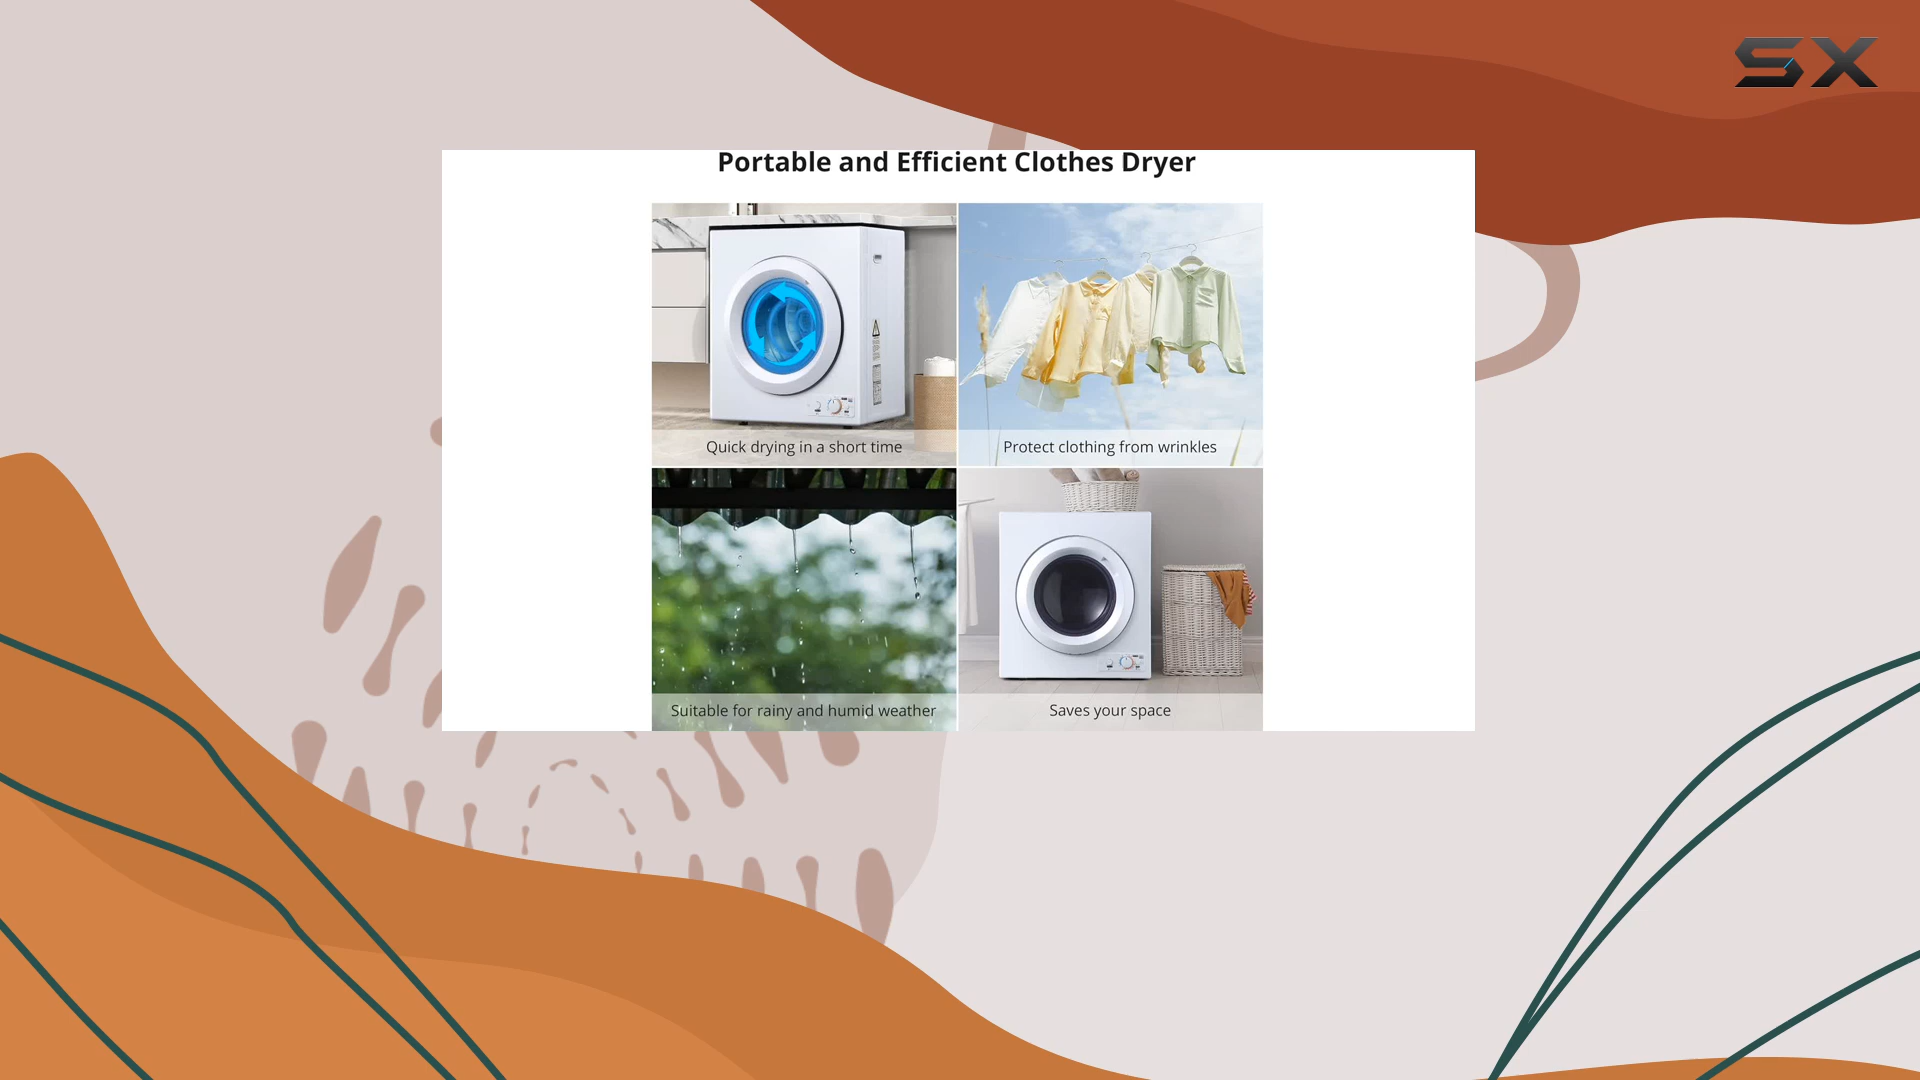 SX
Portable and Efficient Clothes Dryer
Quick drying in a short time
Protect clothing from wrinkles
Suitable for rainy and humid weather
Saves your space